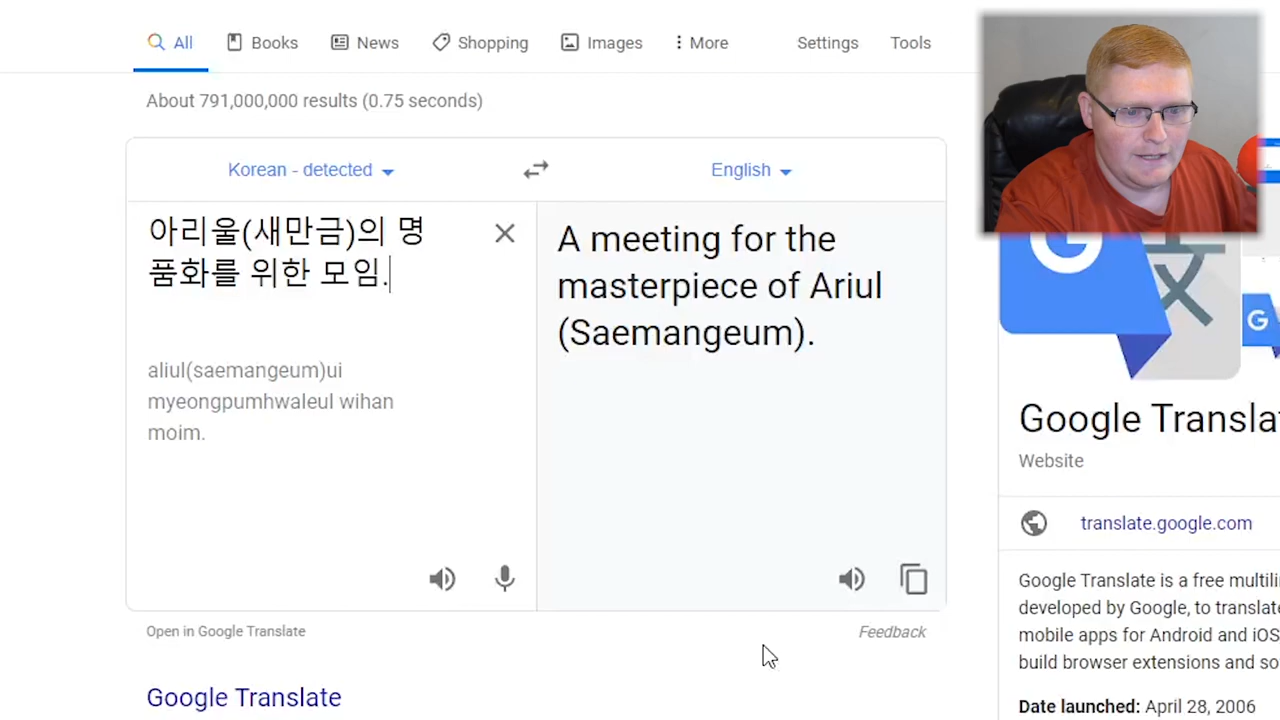 All
Books
News
Shopping
Images
More
Settings
Tools
About 791,000,000 results (0.75 seconds)
Korean - detected
English
아리울(새만금)의 명
품화를 위한 모임.
aliul(saemangeum)ui
myeongpumhwaleul wihan
moim.
A meeting for the
masterpiece of Ariul
(Saemangeum).
Open in Google Translate
Feedback
Google Translate
G
文
G
Google Transla
Website
translate.google.com
Google Translate is a free multili
developed by Google, to translate
mobile apps for Android and iOS
build browser extensions and so
Date launched: April 28, 2006